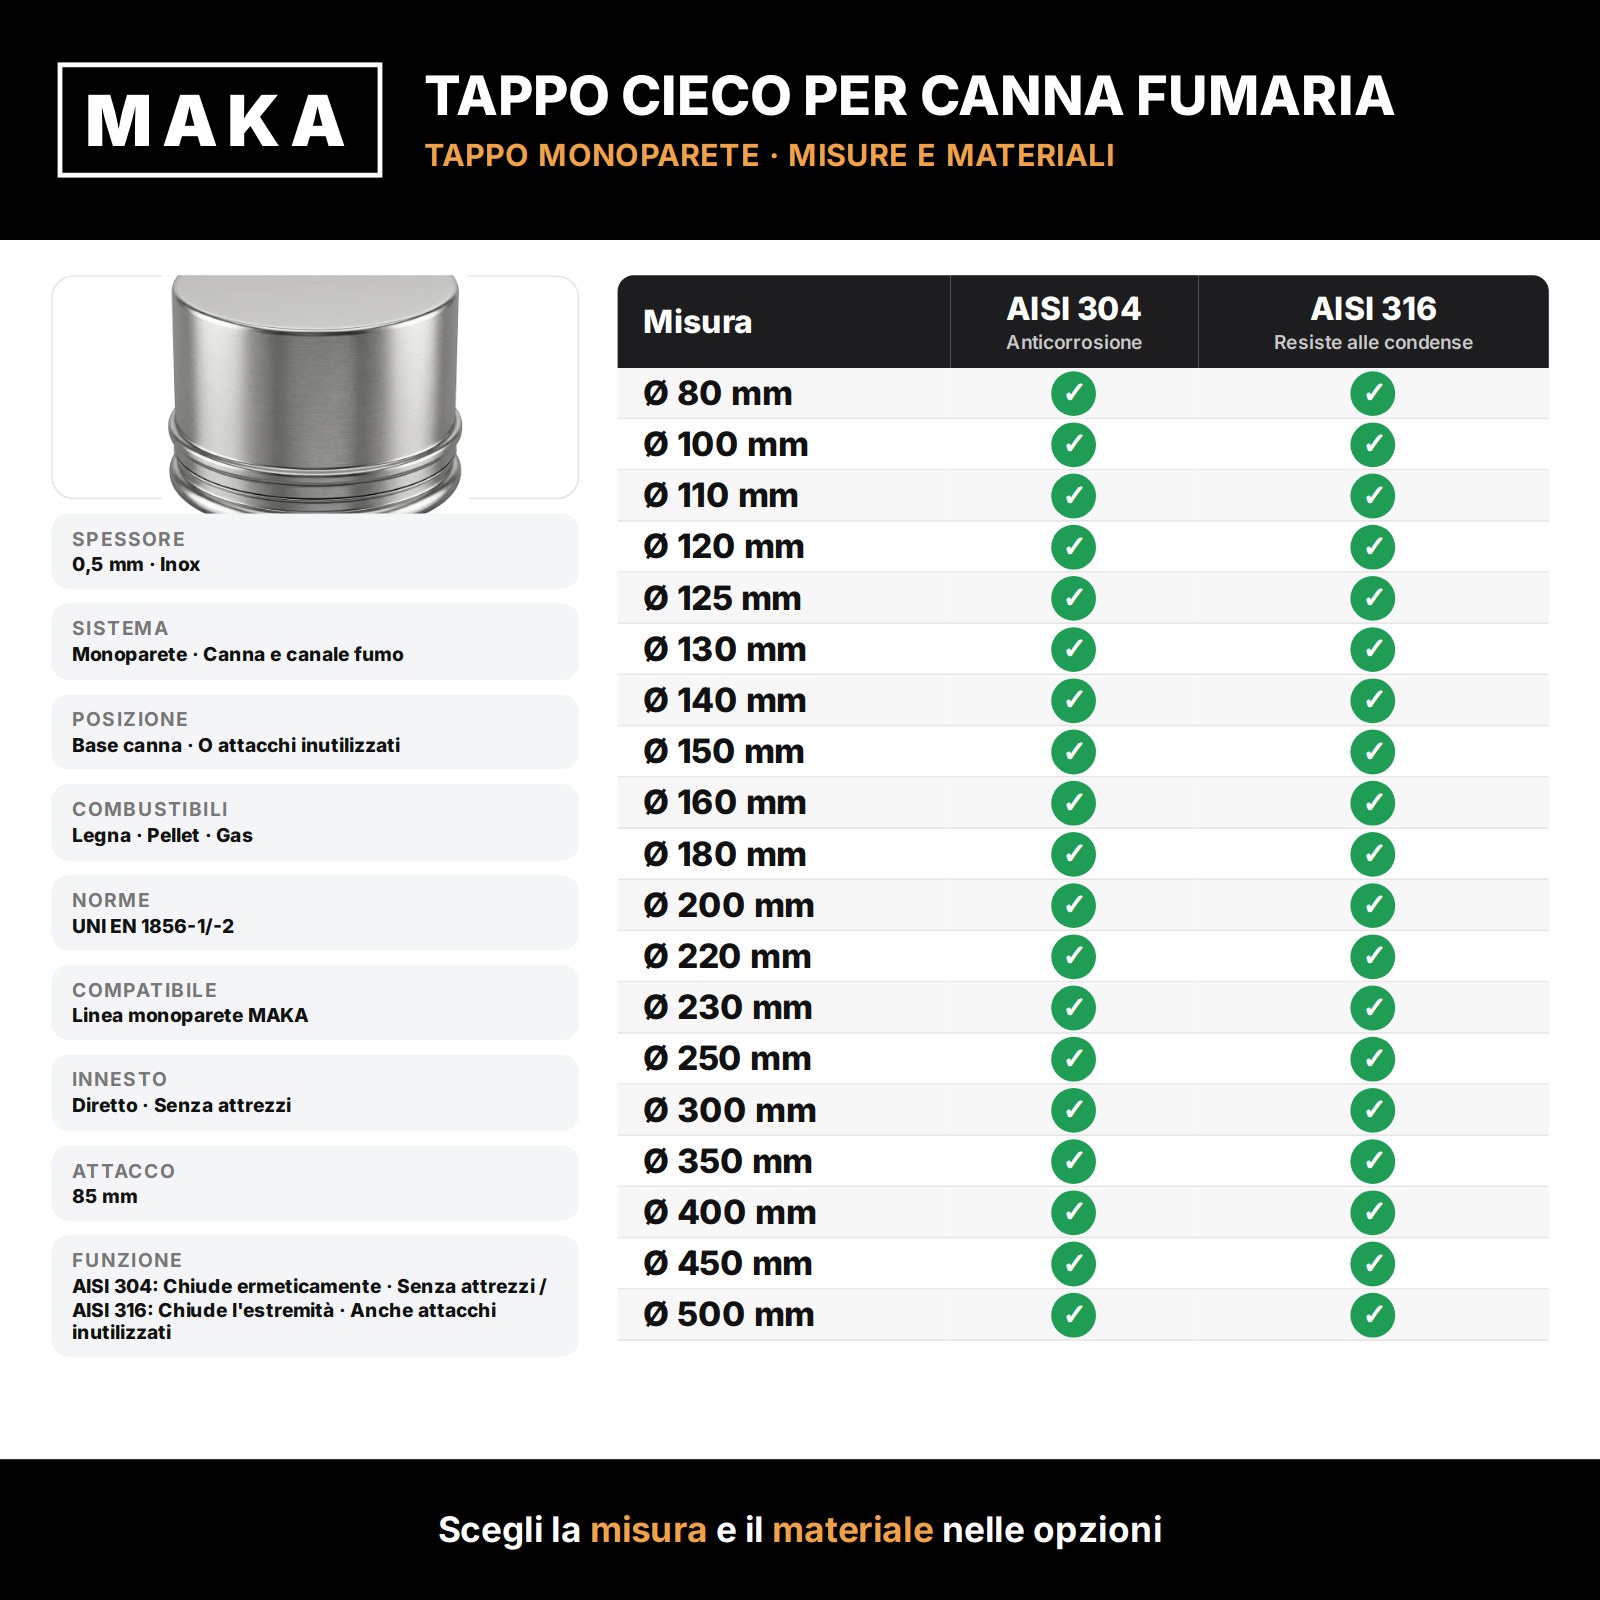 MAKA
TAPPO CIECO PER CANNA FUMARIA
TAPPO MONOPARETE · MISURE E MATERIALI
SPESSORE
0,5 mm · Inox
SISTEMA
Monoparete · Canna e canale fumo
POSIZIONE
Base canna · O attacchi inutilizzati
COMBUSTIBILI
Legna · Pellet · Gas
NORME
UNI EN 1856-1/-2
COMPATIBILE
Linea monoparete MAKA
INNESTO
Diretto · Senza attrezzi
ATTACCO
85 mm
FUNZIONE
AISI 304: Chiude ermeticamente · Senza attrezzi /
AISI 316: Chiude l'estremità · Anche attacchi
inutilizzati
Misura AISI 304 AISI 316
Anticorrosione Resiste alle condense
Ø 80 mm ✓ ✓
Ø 100 mm ✓ ✓
Ø 110 mm ✓ ✓
Ø 120 mm ✓ ✓
Ø 125 mm ✓ ✓
Ø 130 mm ✓ ✓
Ø 140 mm ✓ ✓
Ø 150 mm ✓ ✓
Ø 160 mm ✓ ✓
Ø 180 mm ✓ ✓
Ø 200 mm ✓ ✓
Ø 220 mm ✓ ✓
Ø 230 mm ✓ ✓
Ø 250 mm ✓ ✓
Ø 300 mm ✓ ✓
Ø 350 mm ✓ ✓
Ø 400 mm ✓ ✓
Ø 450 mm ✓ ✓
Ø 500 mm ✓ ✓
Scegli la misura e il materiale nelle opzioni